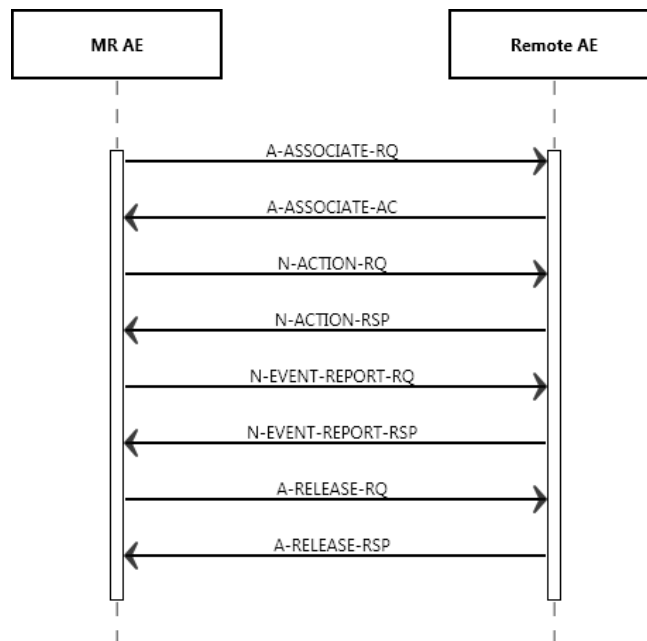 MR AE
Remote AE
A-ASSOCIATE-RQ
A-ASSOCIATE-AC
N-ACTION-RQ
N-ACTION-RSP
N-EVENT-REPORT-RQ
N-EVENT-REPORT-RSP
A-RELEASE-RQ
A-RELEASE-RSP